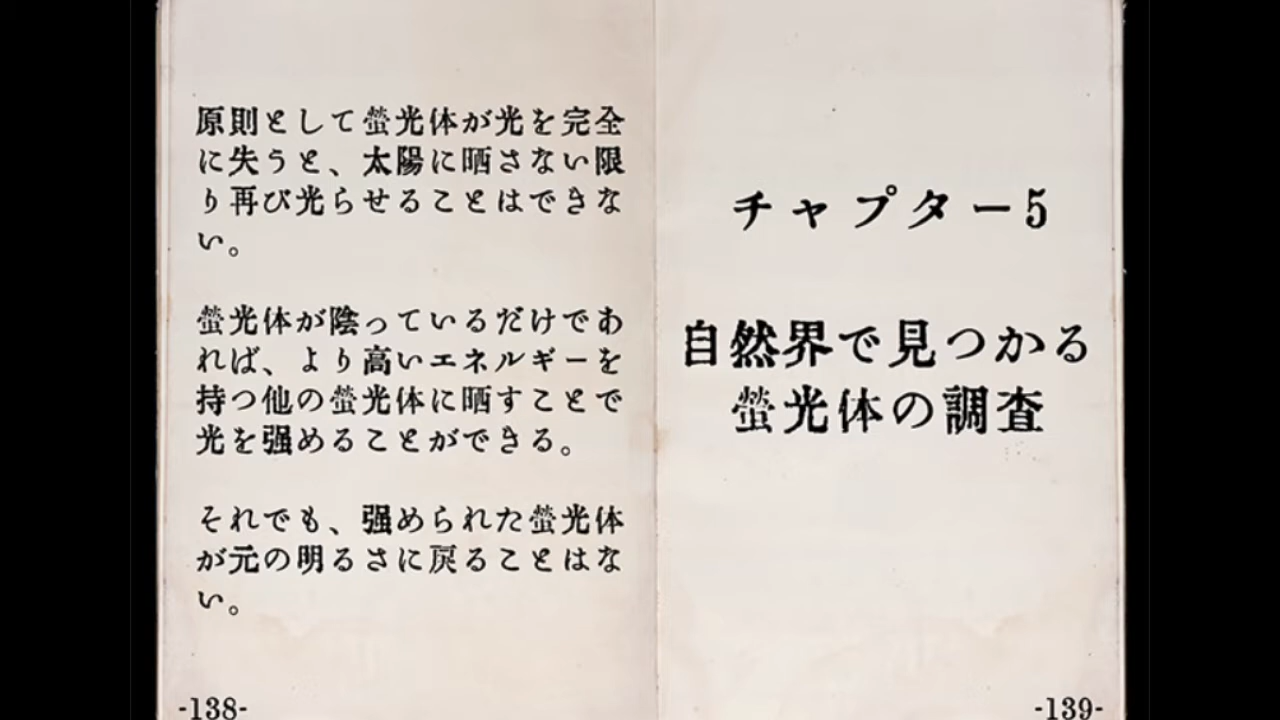 原則として螢光体が光を完全
に失うと、太陽に晒さない限
り再び光らせることはできな
い。
螢光体が陰っているだけであ
れば、より高いエネルギーを
持つ他の螢光体に晒すことで
光を強めることができる。
それでも、强められた螢光体
が元の明るさに戻ることはな
い。
-138-
チャプター5
自然界で見つかる
螢光体の調査
-139-